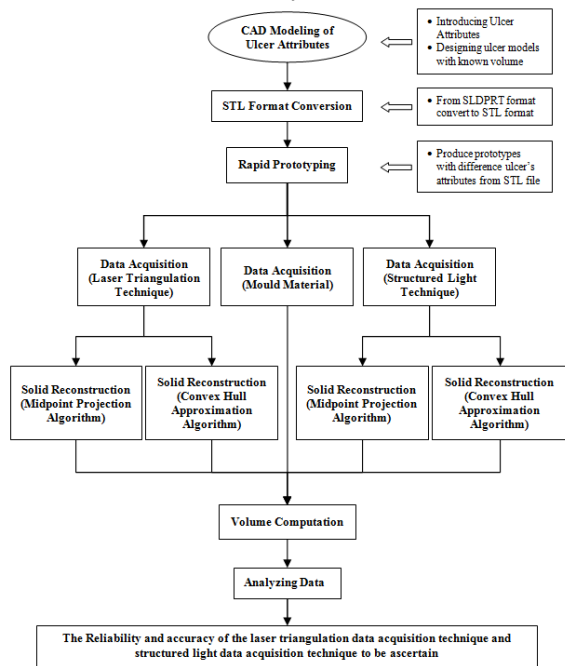 CAD Modeling of
Ulcer Attributes
• Introducing Ulcer
Attributes
• Designing ulcer models
with known volume
STL Format Conversion
• From SLDPRT format
convert to STL format
Rapid Prototyping
• Produce prototypes
with difference ulcer's
attributes from STL file
Data Acquisition
(Laser Triangulation
Technique)
Data Acquisition
(Mould Material)
Data Acquisition
(Structured Light
Technique)
Solid Reconstruction
(Midpoint Projection
Algorithm)
Solid Reconstruction
(Convex Hull
Approximation
Algorithm)
Solid Reconstruction
(Midpoint Projection
Algorithm)
Solid Reconstruction
(Convex Hull
Approximation
Algorithm)
Volume Computation
Analyzing Data
The Reliability and accuracy of the laser triangulation data acquisition technique and
structured light data acquisition technique to be ascertain